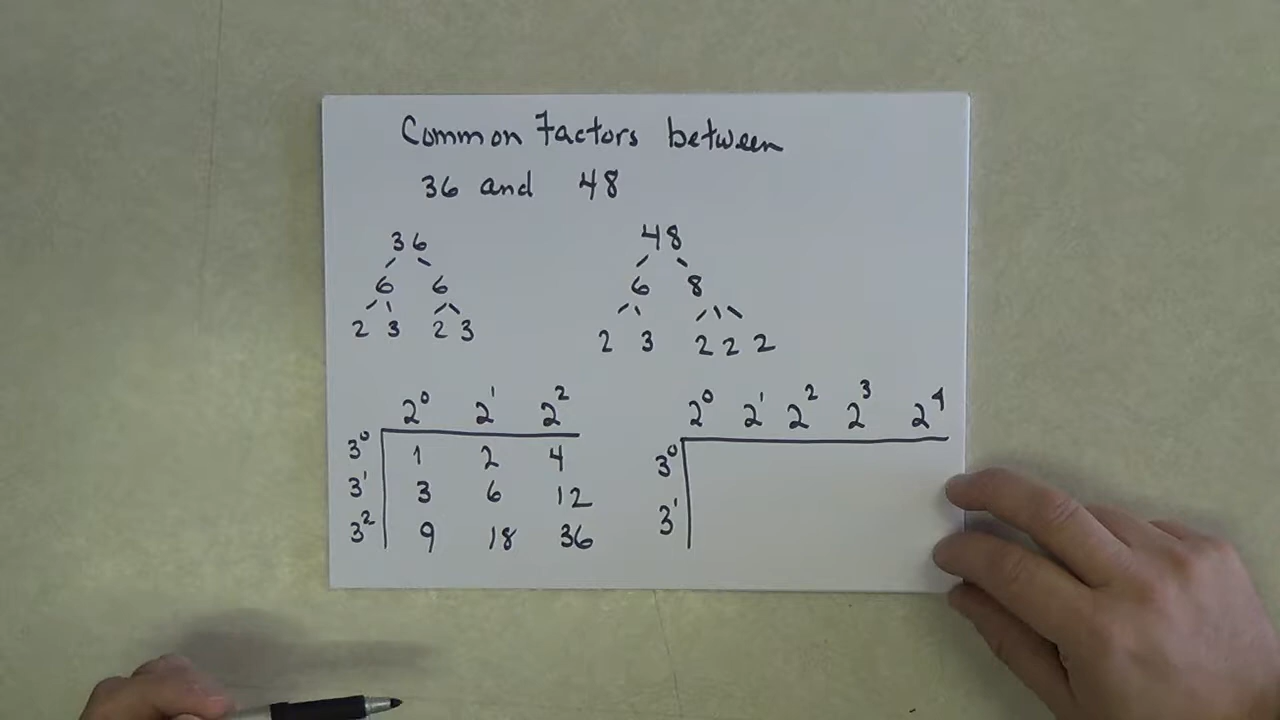 Common Factors between
36 and 48
36 48
6 6 6 8
2 3 2 3 2 3 2 2 2
2⁰ 2¹ 2² 2⁰ 2¹ 2² 2³ 2⁴
3⁰ 1 2 4 3⁰
3¹ 3 6 12 3¹
3² 9 18 36